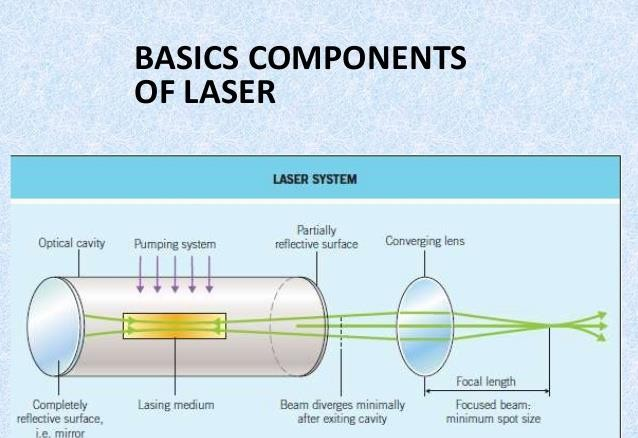 BASICS COMPONENTS
OF LASER
LASER SYSTEM
Optical cavity
Pumping system
Partially
reflective surface
Converging lens
Focal length
Completely
reflective surface,
i.e. mirror
Lasing medium
Beam diverges minimally
after exiting cavity
Focused beam:
minimum spot size